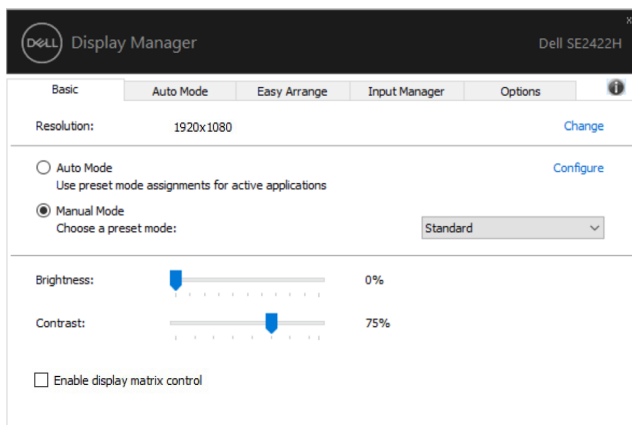 x
DELL Display Manager Dell SE2422H
Basic Auto Mode Easy Arrange Input Manager Options i
Resolution: 1920x1080 Change
Auto Mode Configure
Use preset mode assignments for active applications
Manual Mode
Choose a preset mode: Standard
Brightness: 0%
Contrast: 75%
Enable display matrix control